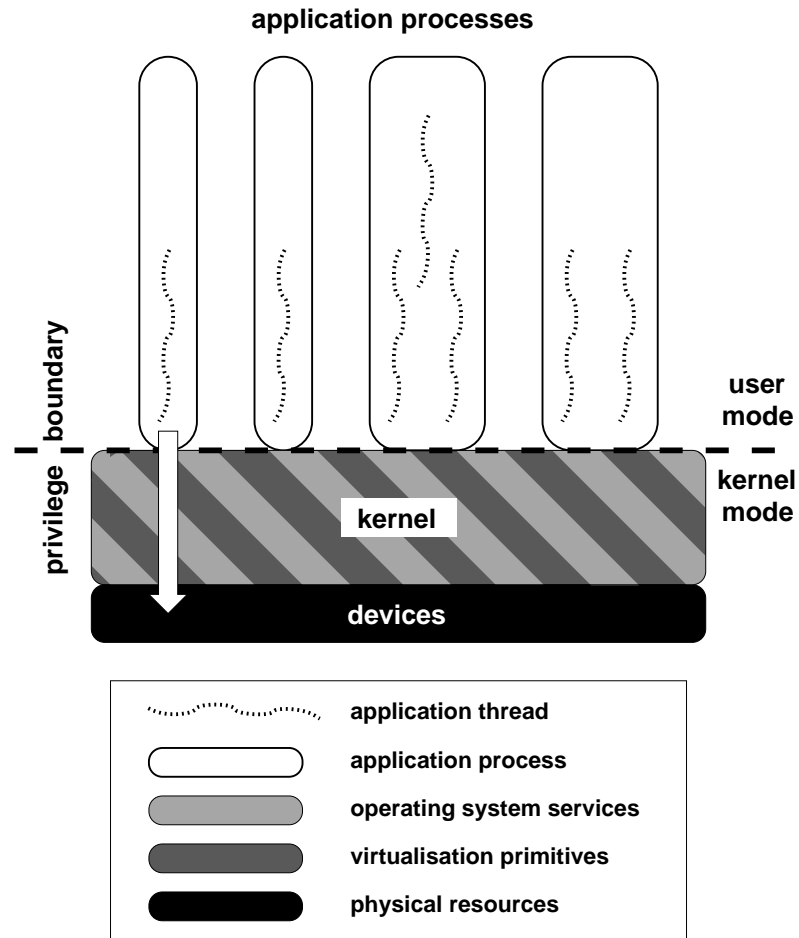 application processes
privilege boundary
user
mode
kernel
mode
kernel
devices
application thread
application process
operating system services
virtualisation primitives
physical resources